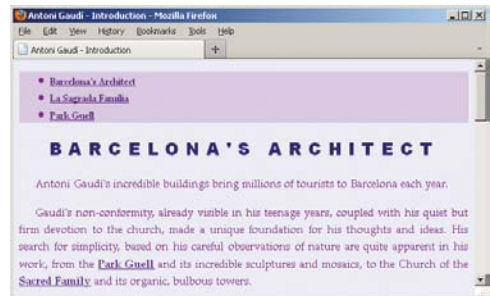 Antoni Gaudí - Introduction - Mozilla Firefox
File Edit View History Bookmarks Tools Help
Antoni Gaudí - Introduction +
• Barcelona's Architect
• La Sagrada Familia
• Park Guell
BARCELONA'S ARCHITECT
Antoni Gaudí's incredible buildings bring millions of tourists to Barcelona each year.
Gaudí's non-conformity, already visible in his teenage years, coupled with his quiet but
firm devotion to the church, made a unique foundation for his thoughts and ideas. His
search for simplicity, based on his careful observations of nature are quite apparent in his
work, from the Park Guell and its incredible sculptures and mosaics, to the Church of the
Sacred Family and its organic, bulbous towers.